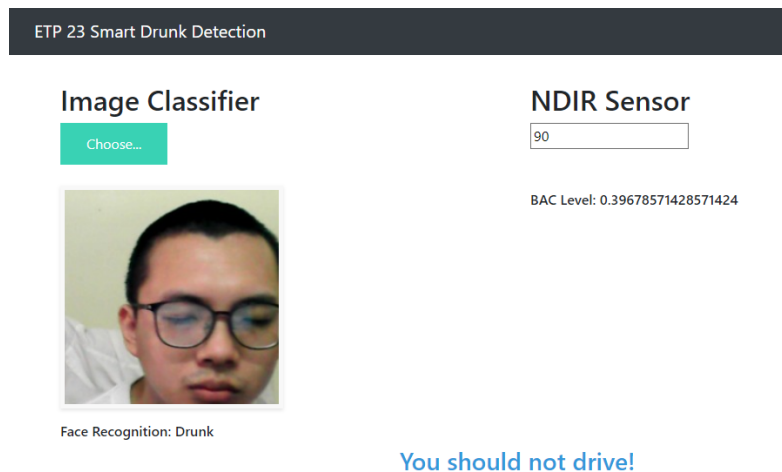 ETP 23 Smart Drunk Detection
Image Classifier
Choose...
Face Recognition: Drunk
NDIR Sensor
90
BAC Level: 0.39678571428571424
You should not drive!